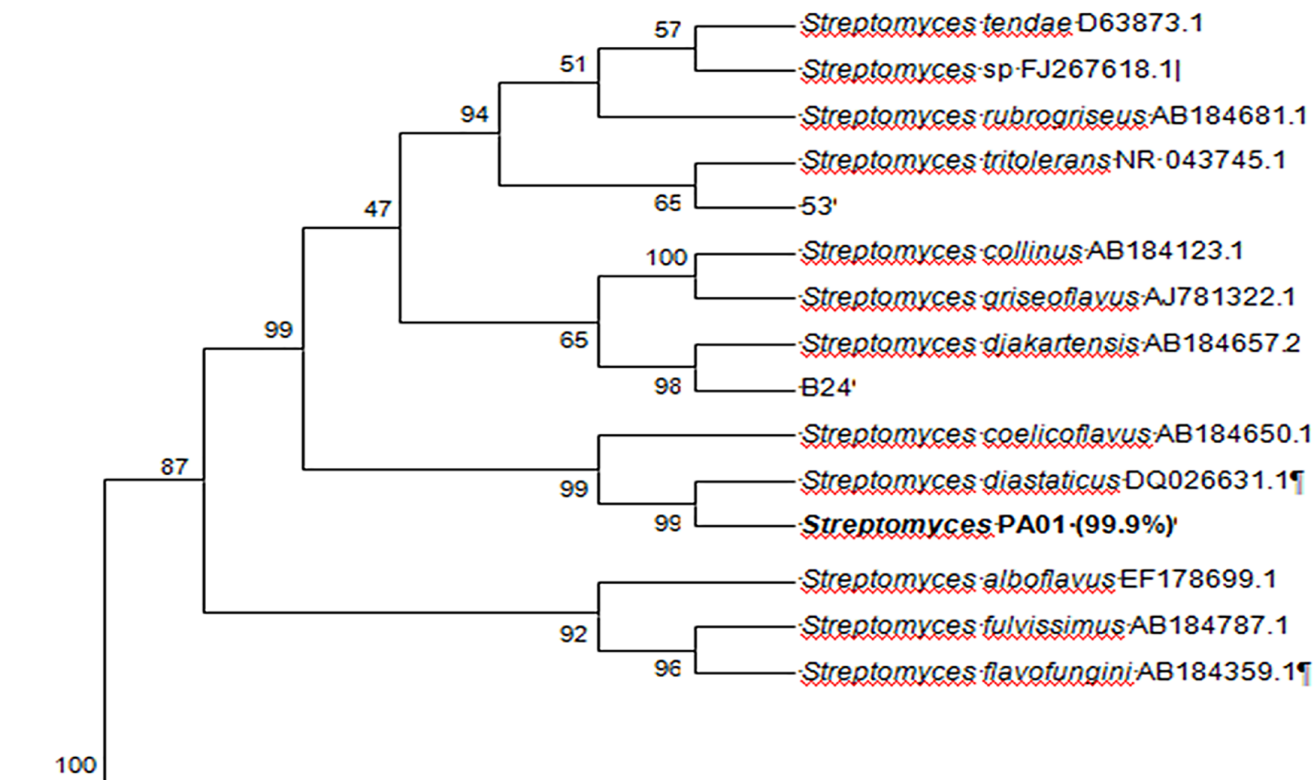 57
Streptomyces tendae D63873.1
51
Streptomyces sp FJ267618.1|
94
Streptomyces rubrogriseus AB184681.1
Streptomyces tritolerans NR 043745.1
47
65
53'
100
Streptomyces collinus AB184123.1
Streptomyces griseoflavus AJ781322.1
99
65
Streptomyces djakartensis AB184657.2
98
B24'
Streptomyces coelicoflavus AB184650.1
87
99
Streptomyces diastaticus DQ026631.1¶
99
Streptomyces PA01 (99.9%)'
Streptomyces alboflavus EF178699.1
92
Streptomyces fulvissimus AB184787.1
96
Streptomyces flavofungini AB184359.1¶
100